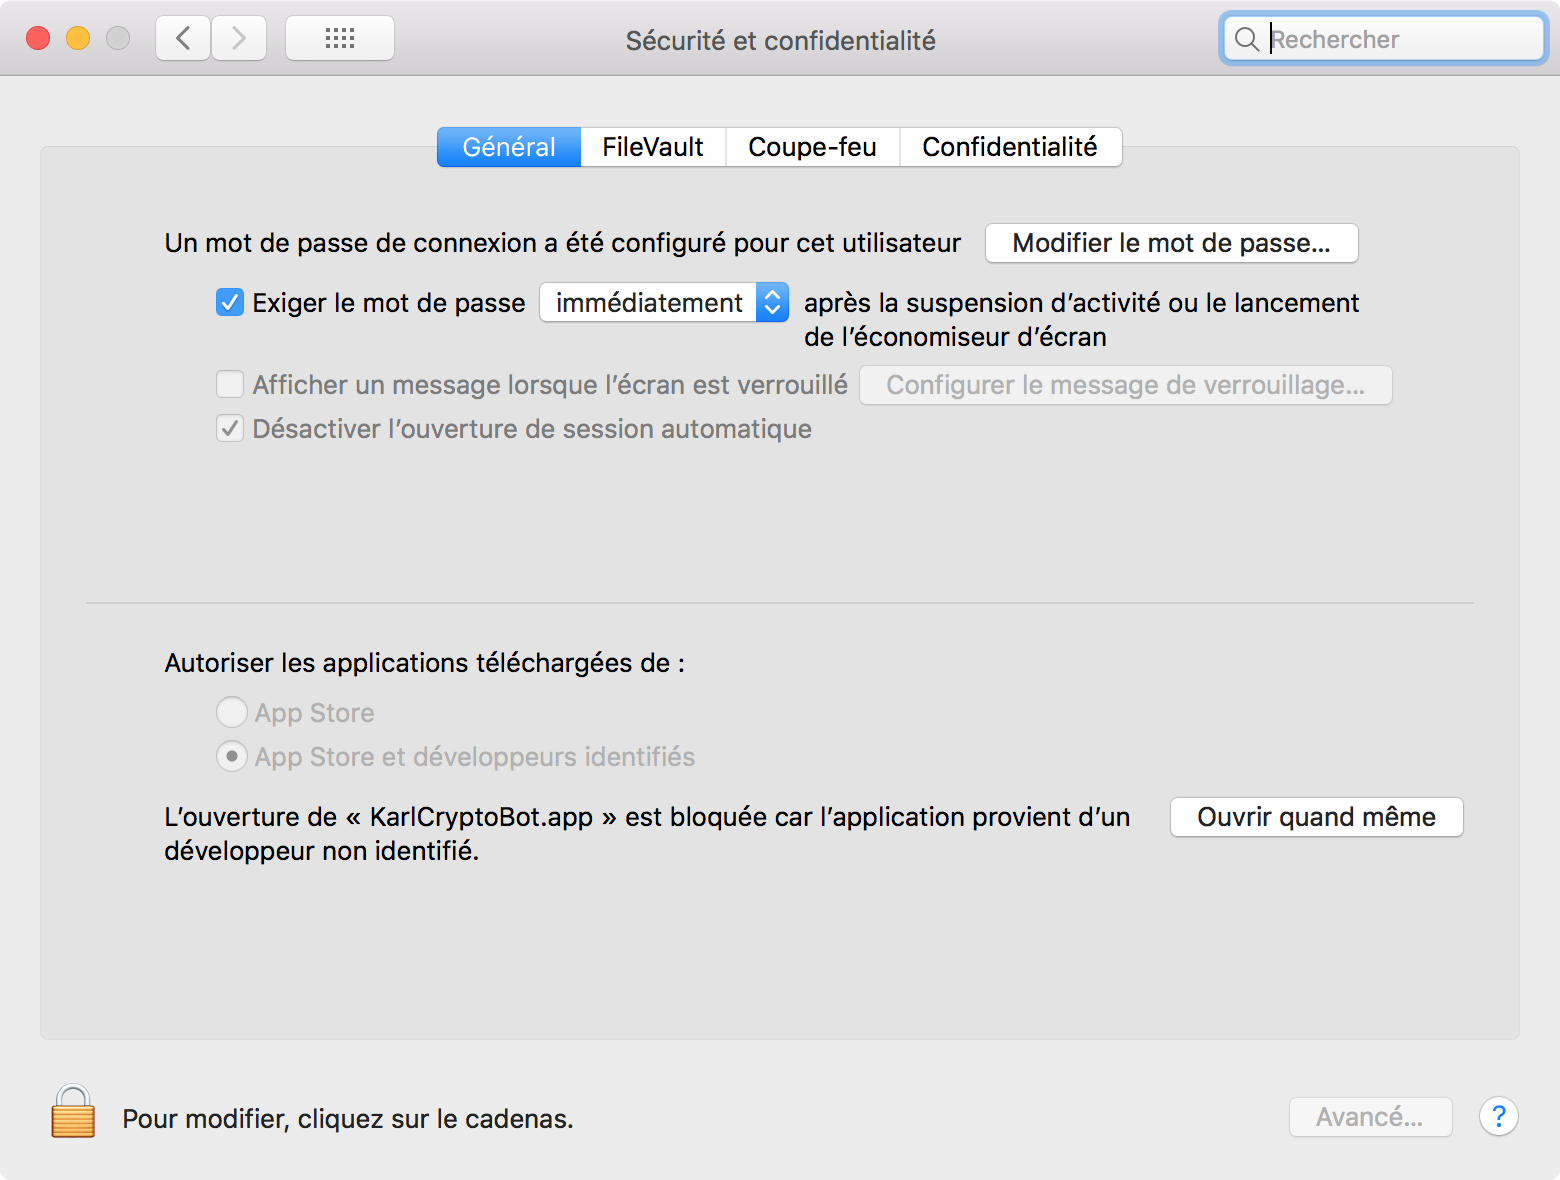 Sécurité et confidentialité
Rechercher
Général
FileVault
Coupe-feu
Confidentialité
Un mot de passe de connexion a été configuré pour cet utilisateur
Modifier le mot de passe...
Exiger le mot de passe
immédiatement
après la suspension d’activité ou le lancement
de l’économiseur d’écran
Afficher un message lorsque l’écran est verrouillé
Configurer le message de verrouillage...
Désactiver l’ouverture de session automatique
Autoriser les applications téléchargées de :
App Store
App Store et développeurs identifiés
L’ouverture de « KarlCryptoBot.app » est bloquée car l’application provient d’un
développeur non identifié.
Ouvrir quand même
Pour modifier, cliquez sur le cadenas.
Avancé...
?